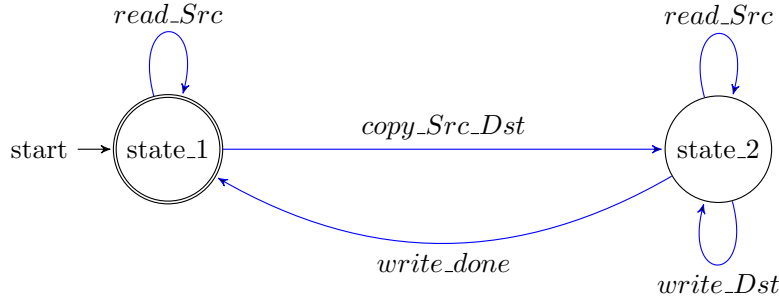 read_Src
read_Src
copy_Src_Dst
start
state_1
state_2
write_done
write_Dst